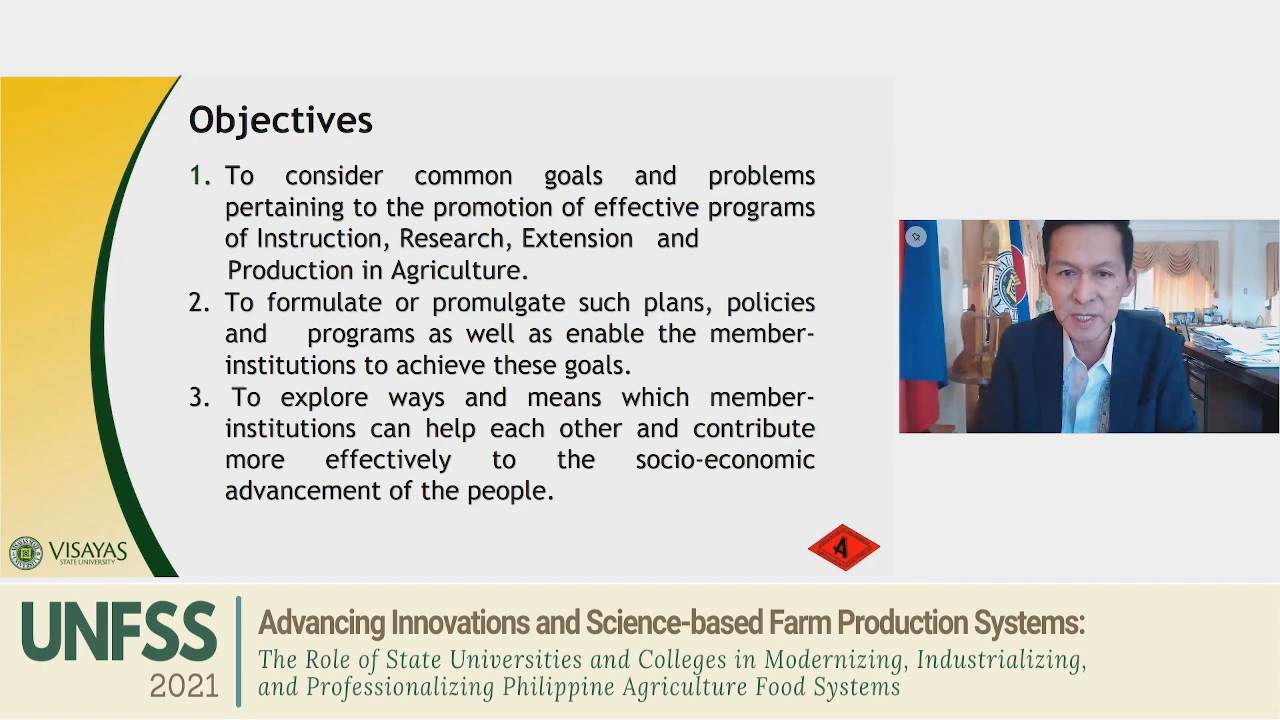 Objectives
1. To consider common goals and problems
pertaining to the promotion of effective programs
of Instruction, Research, Extension and
Production in Agriculture.
2. To formulate or promulgate such plans, policies
and programs as well as enable the member-
institutions to achieve these goals.
3. To explore ways and means which member-
institutions can help each other and contribute
more effectively to the socio-economic
advancement of the people.
VISAYAS
STATE UNIVERSITY
A
UNFSS
2021
Advancing Innovations and Science-based Farm Production Systems:
The Role of State Universities and Colleges in Modernizing, Industrializing,
and Professionalizing Philippine Agriculture Food Systems